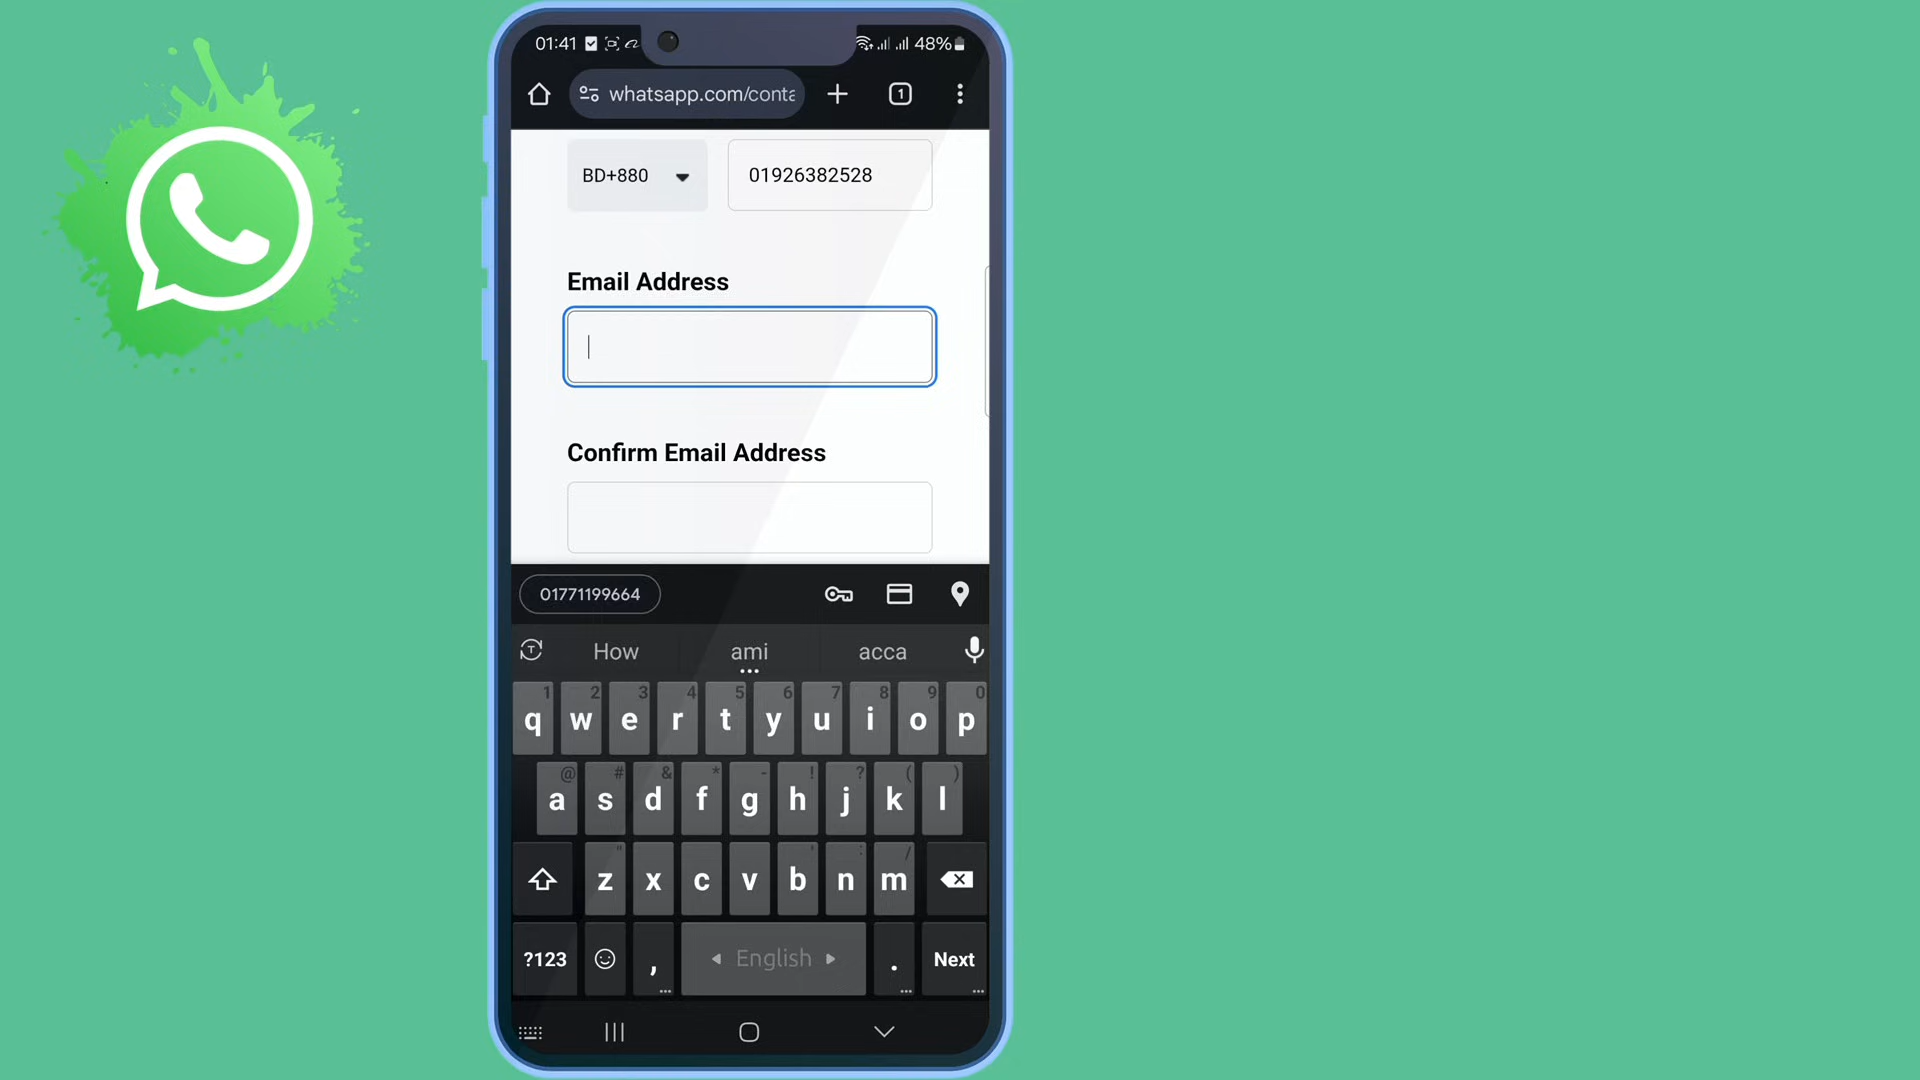 01:41 48%
whatsapp.com/conta 1
BD+880 01926382528
Email Address
Confirm Email Address
01771199664
How ami acca
1 2 3 4 5 6 7 8 9 0
q w e r t y u i o p
@ # & * - ! ? ( )
a s d f g h j k l
" ' : /
z x c v b n m
?123 , English . Next